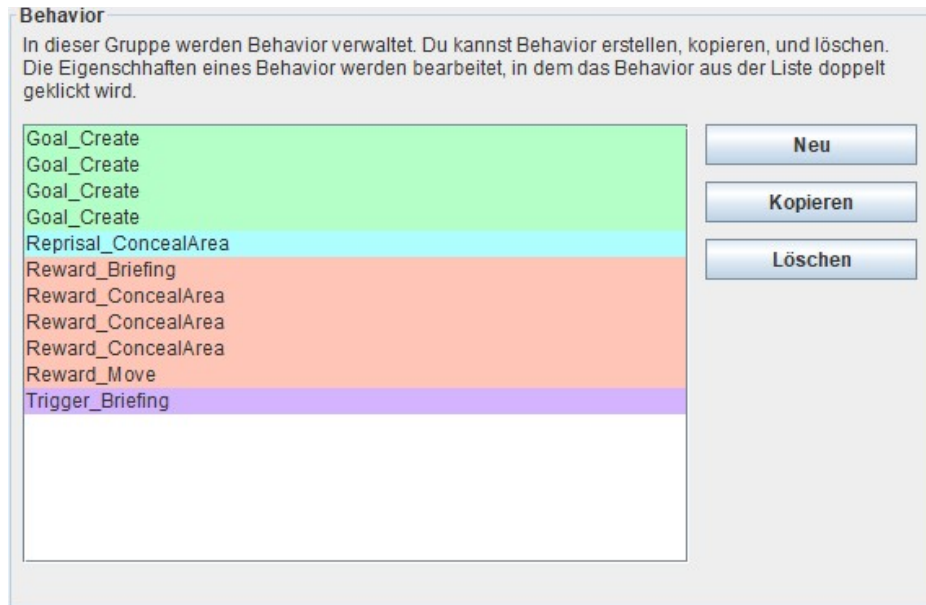 Behavior
In dieser Gruppe werden Behavior verwaltet. Du kannst Behavior erstellen, kopieren, und löschen.
Die Eigenschhaften eines Behavior werden bearbeitet, in dem das Behavior aus der Liste doppelt
geklickt wird.
Goal_Create
Goal_Create
Goal_Create
Goal_Create
Reprisal_ConcealArea
Reward_Briefing
Reward_ConcealArea
Reward_ConcealArea
Reward_ConcealArea
Reward_Move
Trigger_Briefing
Neu
Kopieren
Löschen